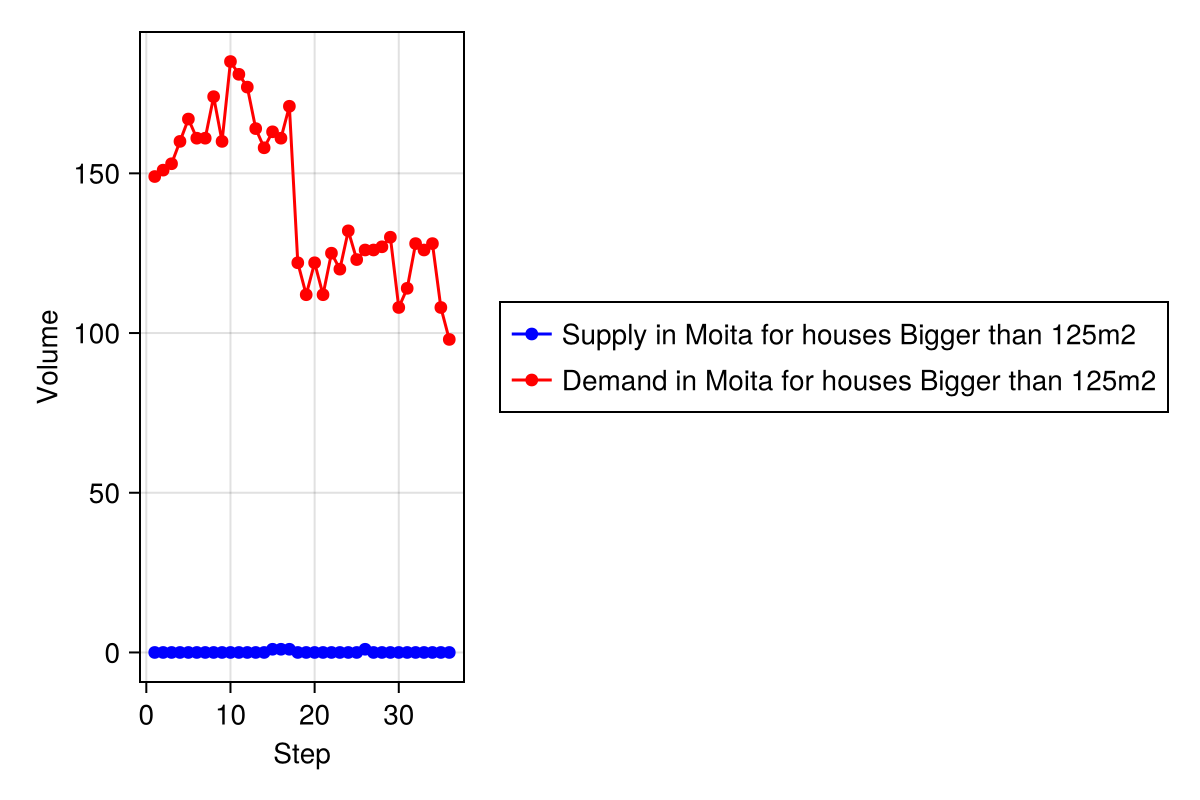 Volume
150
100
50
0
0 10 20 30
Step
Supply in Moita for houses Bigger than 125m2
Demand in Moita for houses Bigger than 125m2